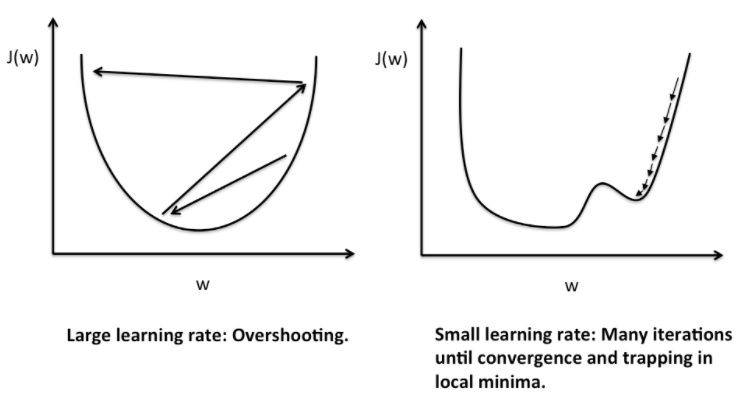 J(w)
w
Large learning rate: Overshooting.
J(w)
w
Small learning rate: Many iterations
until convergence and trapping in
local minima.